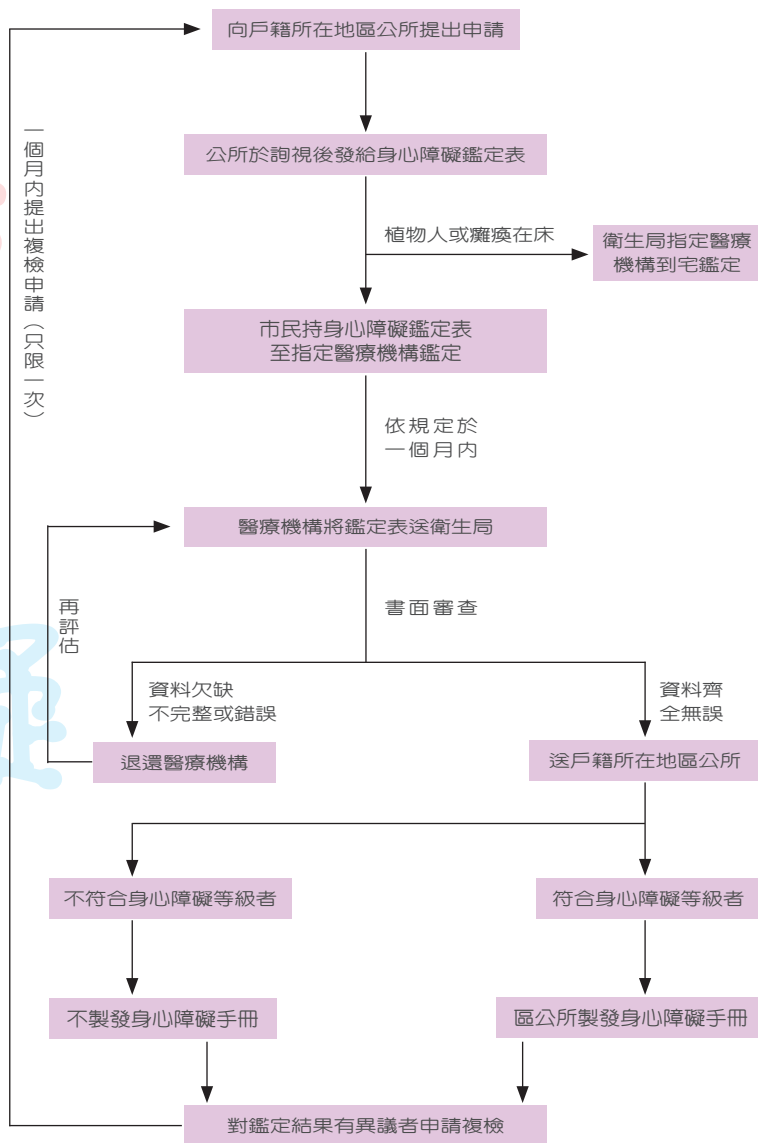 向戶籍所在地區公所提出申請
一個月內提出複檢申請（只限一次）
公所於詢視後發給身心障礙鑑定表
植物人或癱瘓在床
衛生局指定醫療
機構到宅鑑定
市民持身心障礙鑑定表
至指定醫療機構鑑定
依規定於
一個月內
醫療機構將鑑定表送衛生局
再評估
書面審查
資料欠缺
不完整或錯誤
資料齊
全無誤
退還醫療機構
送戶籍所在地區公所
不符合身心障礙等級者
符合身心障礙等級者
不製發身心障礙手冊
區公所製發身心障礙手冊
對鑑定結果有異議者申請複檢